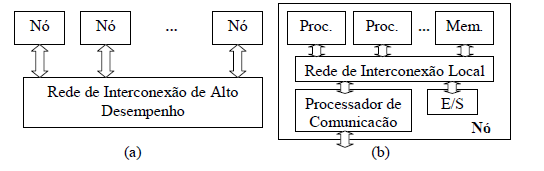 Nó Nó ... Nó
Rede de Interconexão de Alto
Desempenho
(a)
Proc. Proc. ... Mem.
Rede de Interconexão Local
Processador de
Comunicacão
E/S
Nó
(b)